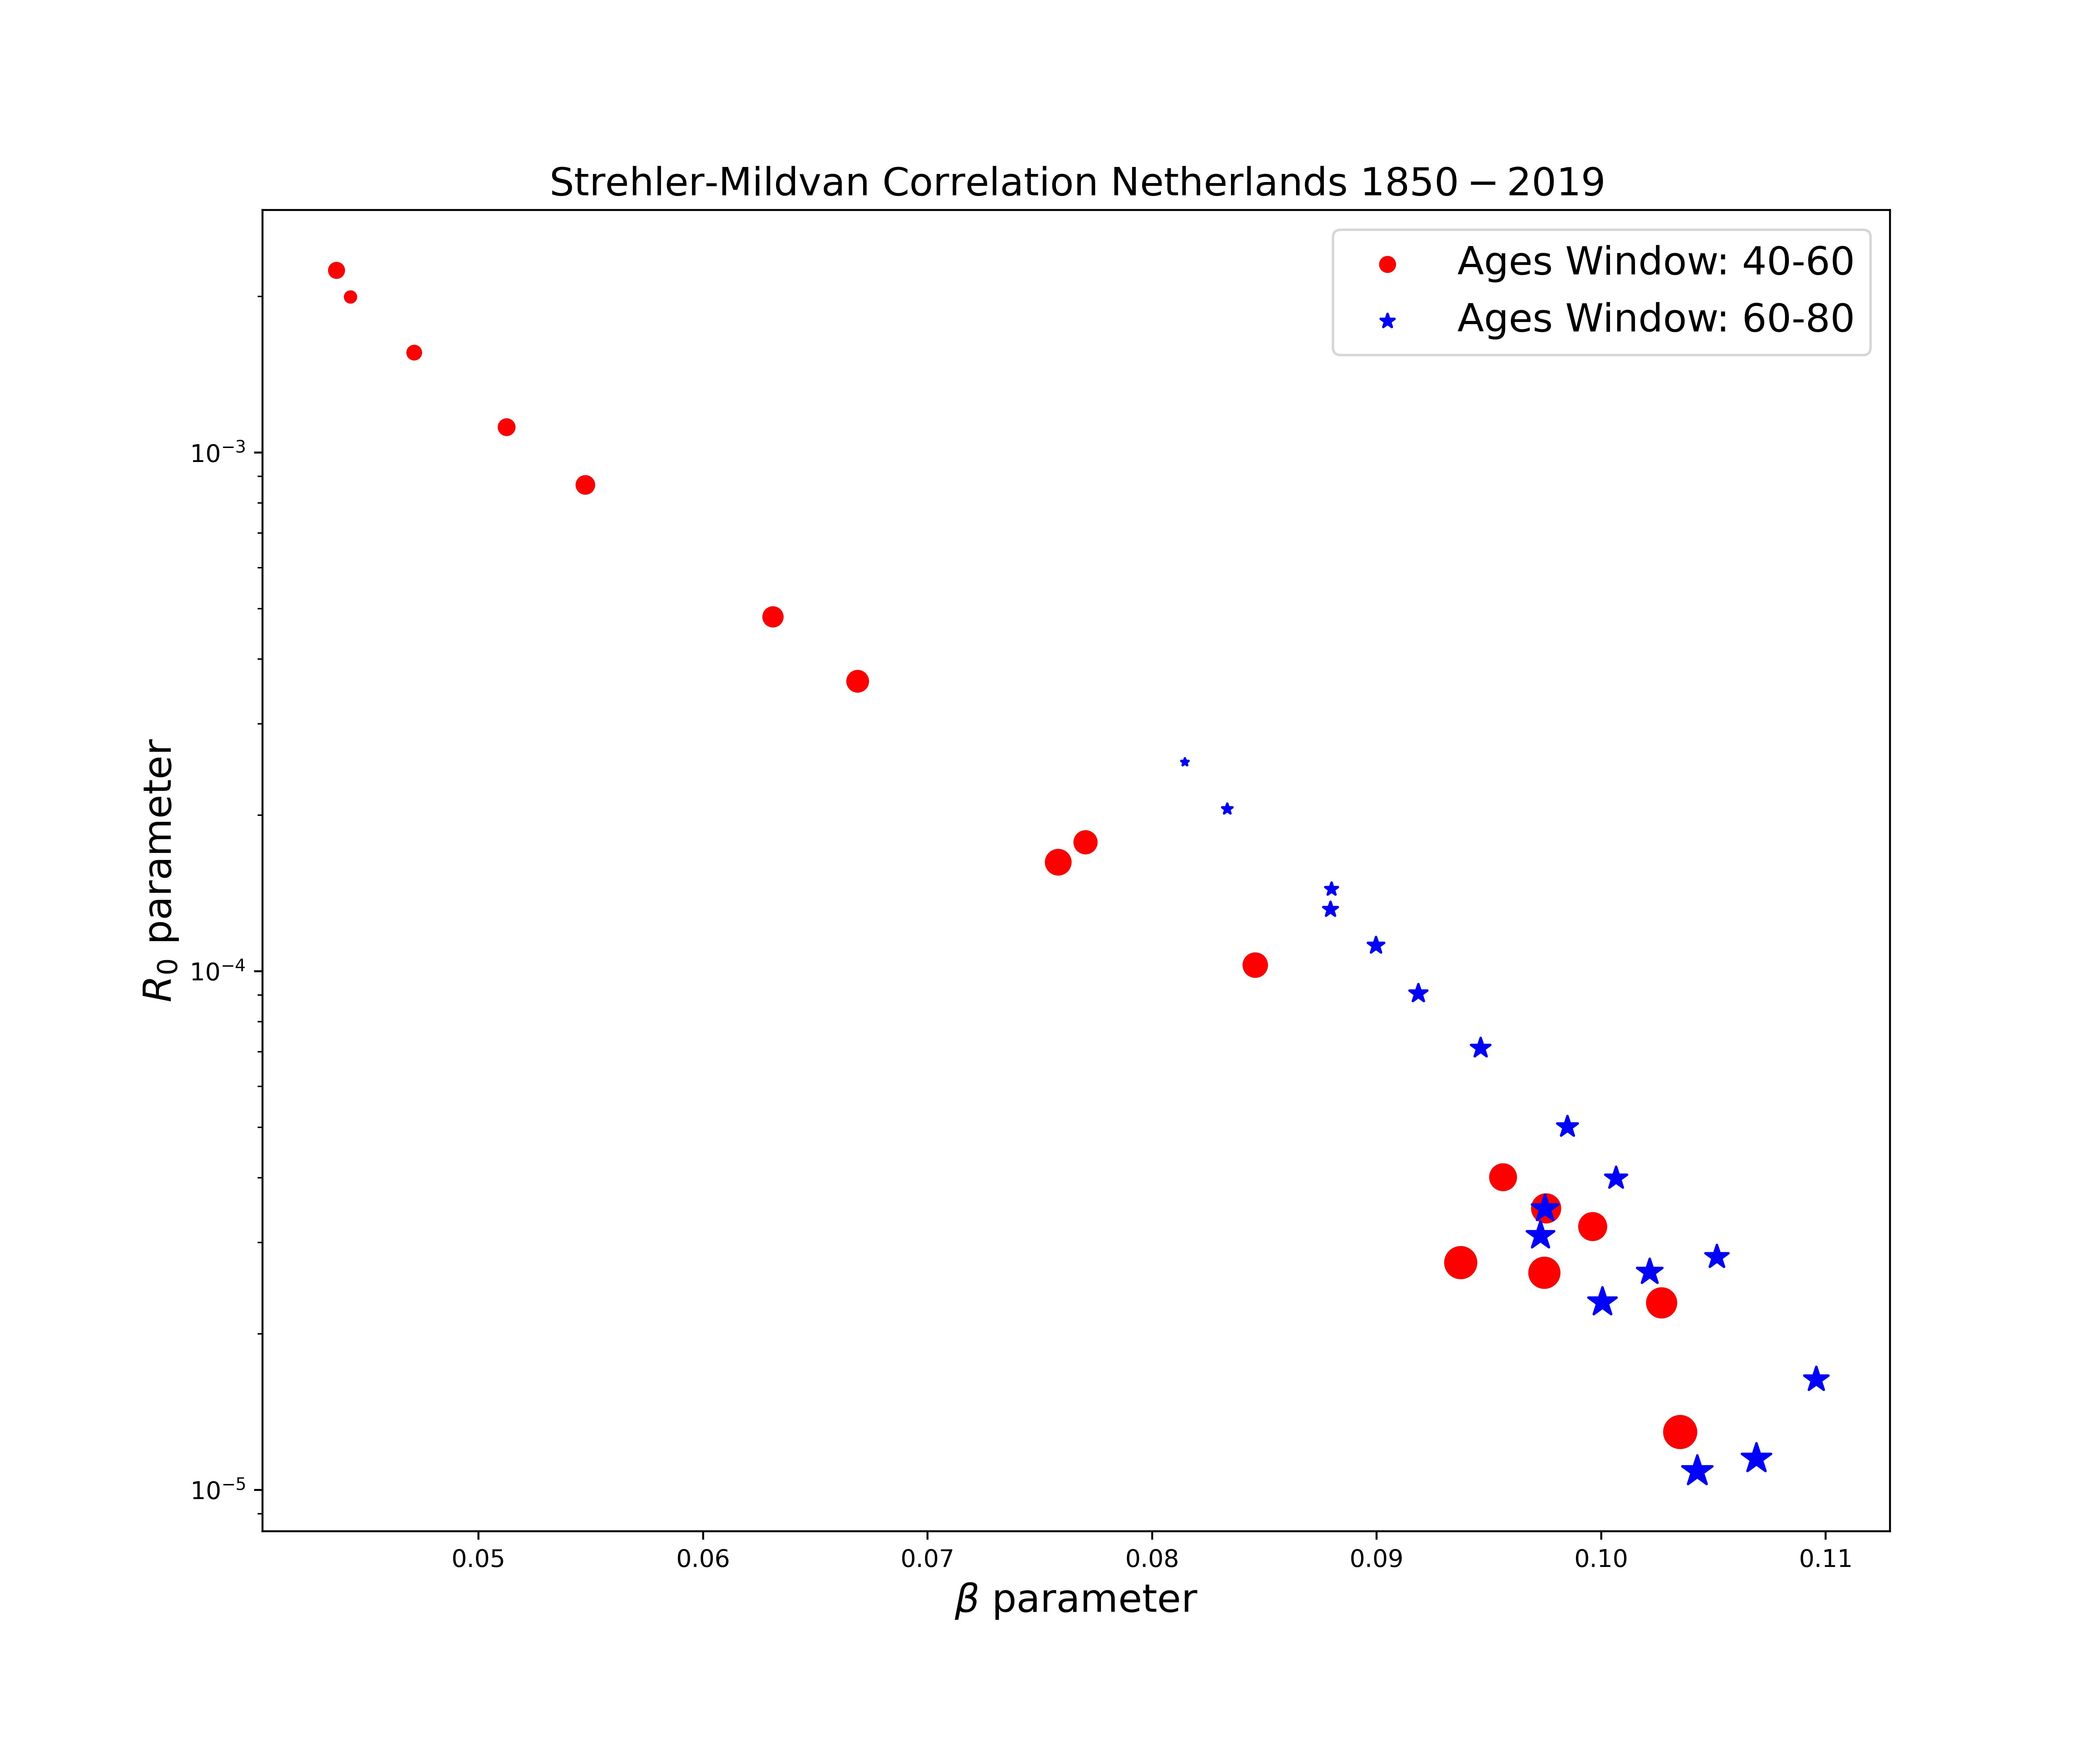 Strehler-Mildvan Correlation Netherlands 1850 − 2019
Ages Window: 40-60
Ages Window: 60-80
R₀ parameter
10⁻³
10⁻⁴
10⁻⁵
0.05 0.06 0.07 0.08 0.09 0.10 0.11
β parameter